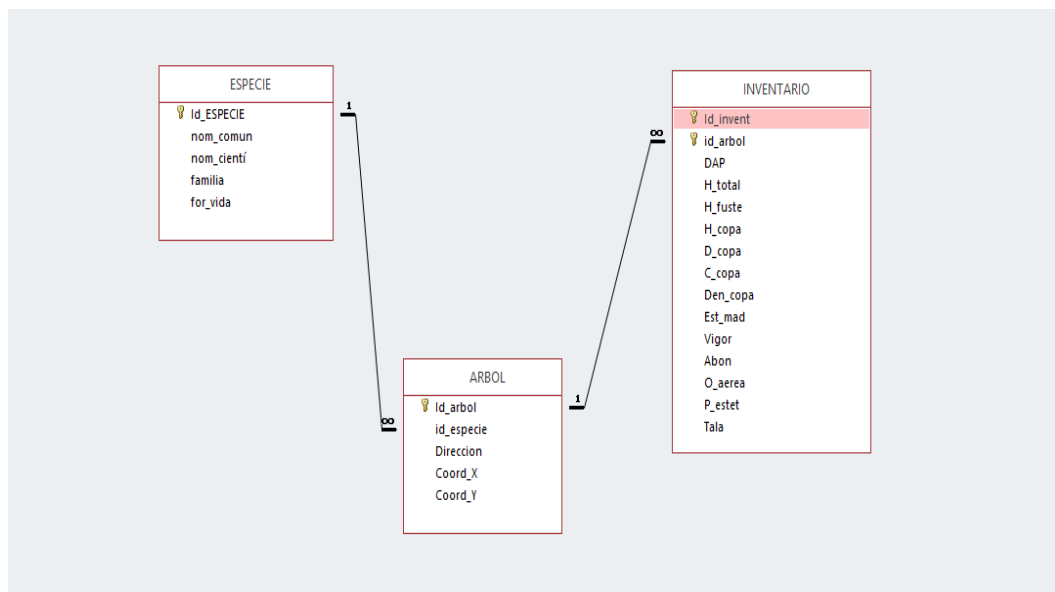 ESPECIE
Id_ESPECIE
nom_comun
nom_cientí
familia
for_vida
1
∞
ARBOL
Id_arbol
id_especie
Direccion
Coord_X
Coord_Y
1
∞
INVENTARIO
Id_invent
id_arbol
DAP
H_total
H_fuste
H_copa
D_copa
C_copa
Den_copa
Est_mad
Vigor
Abon
O_aerea
P_estet
Tala